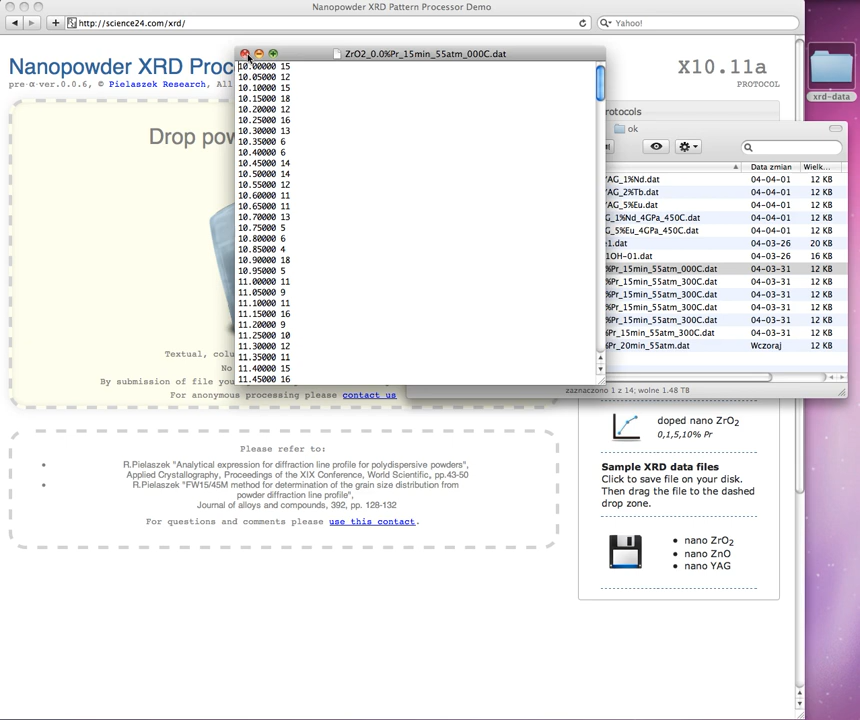 Nanopowder XRD Pattern Processor Demo
http://science24.com/xrd/
Yahoo!
Nanopowder XRD Proc
pre-α-ver.0.0.6, © Pielaszek Research, All
X10.11a
PROTOCOL
rotocols
xrd-data
Drop pow
ZrO2_0.0%Pr_15min_55atm_000C.dat
10.00000 15
10.05000 12
10.10000 15
10.15000 18
10.20000 12
10.25000 16
10.30000 13
10.35000 6
10.40000 6
10.45000 14
10.50000 14
10.55000 12
10.60000 11
10.65000 11
10.70000 13
10.75000 5
10.80000 6
10.85000 4
10.90000 18
10.95000 5
11.00000 11
11.05000 9
11.10000 11
11.15000 16
11.20000 9
11.25000 10
11.30000 12
11.35000 11
11.40000 15
11.45000 16
ok
Data zmian Wielk...
AG_1%Nd.dat 04-04-01 12 KB
AG_2%Tb.dat 04-04-01 12 KB
AG_5%Eu.dat 04-04-01 12 KB
G_1%Nd_4GPa_450C.dat 04-04-01 12 KB
G_5%Eu_4GPa_450C.dat 04-04-01 12 KB
e1.dat 04-03-26 20 KB
1OH-01.dat 04-03-26 16 KB
%Pr_15min_55atm_000C.dat 04-03-31 12 KB
%Pr_15min_55atm_300C.dat 04-03-31 12 KB
%Pr_15min_55atm_300C.dat 04-03-31 12 KB
%Pr_15min_55atm_300C.dat 04-03-31 12 KB
%Pr_15min_55atm_300C.dat 04-03-31 12 KB
%Pr_15min_55atm_300C.dat 04-03-31 12 KB
%Pr_20min_55atm.dat Wczoraj 12 KB
zaznaczono 1 z 14; wolne 1.48 TB
Textual, colu
No
By submission of file you
For anonymous processing please contact us
Please refer to:
R.Pielaszek "Analytical expression for diffraction line profile for polydispersive powders",
Applied Crystallography, Proceedings of the XIX Conference, World Scientific, pp.43-50
R.Pielaszek "FW15/45M method for determination of the grain size distribution from
powder diffraction line profile",
Journal of alloys and compounds, 392, pp. 128-132
For questions and comments please use this contact.
doped nano ZrO2
0,1,5,10% Pr
Sample XRD data files
Click to save file on your disk.
Then drag the file to the dashed
drop zone.
nano ZrO2
nano ZnO
nano YAG